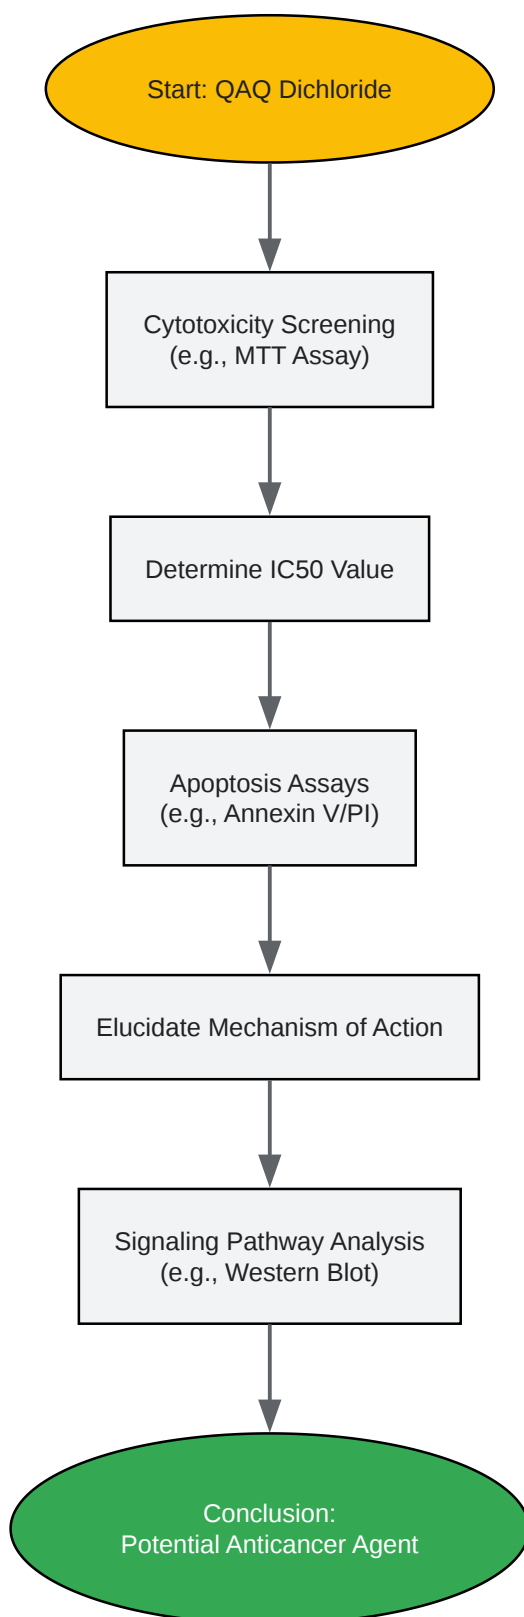 Start: QAQ Dichloride
Cytotoxicity Screening
(e.g., MTT Assay)
Determine IC50 Value
Apoptosis Assays
(e.g., Annexin V/PI)
Elucidate Mechanism of Action
Signaling Pathway Analysis
(e.g., Western Blot)
Conclusion:
Potential Anticancer Agent